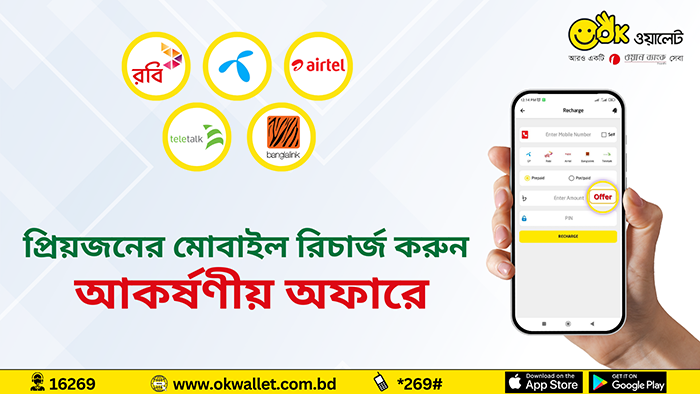 OK ওয়ালেট
আরও একটি ওয়ান ব্যাংক সেবা
রবি
airtel
teletalk
banglalink
Recharge
Enter Mobile Number
Self
Prepaid
Postpaid
Enter Amount
Offer
PIN
RECHARGE
প্রিয়জনের মোবাইল রিচার্জ করুন
আকর্ষণীয় অফারে
16269
www.okwallet.com.bd
*269#
Download on the
App Store
GET IT ON
Google Play